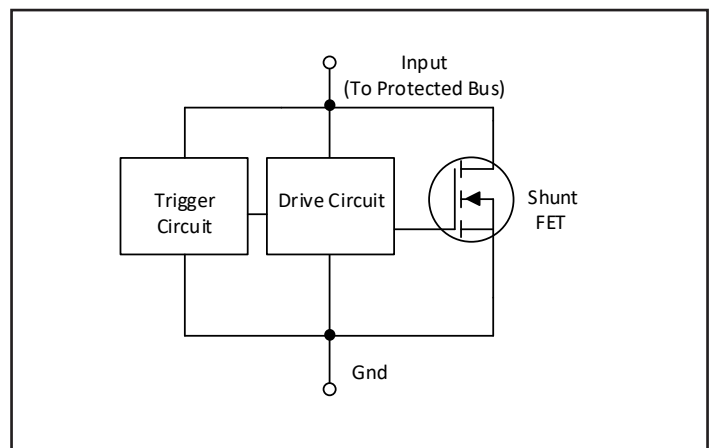 Input
(To Protected Bus)
Trigger
Circuit
Drive Circuit
Shunt
FET
Gnd